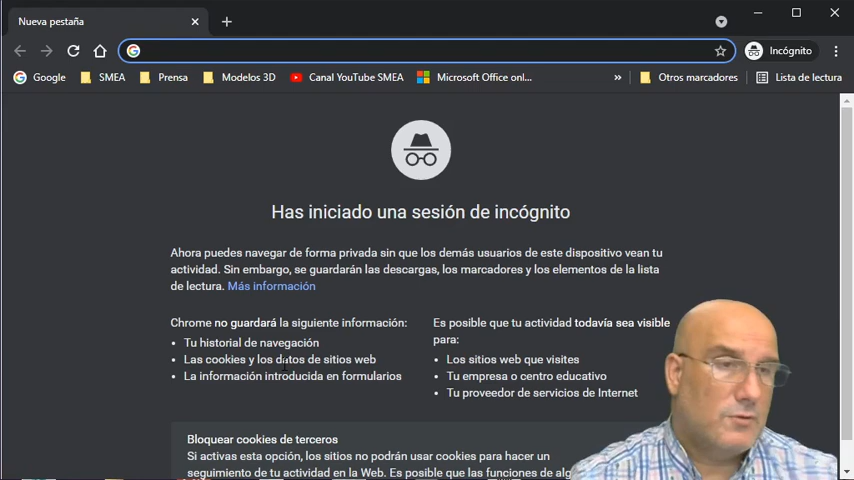 Nueva pestaña
Incógnito
Google
SMEA
Prensa
Modelos 3D
Canal YouTube SMEA
Microsoft Office onl...
»
Otros marcadores
Lista de lectura
Has iniciado una sesión de incógnito
Ahora puedes navegar de forma privada sin que los demás usuarios de este dispositivo vean tu
actividad. Sin embargo, se guardarán las descargas, los marcadores y los elementos de la lista
de lectura. Más información
Chrome no guardará la siguiente información:
Tu historial de navegación
Las cookies y los datos de sitios web
La información introducida en formularios
Es posible que tu actividad todavía sea visible
para:
Los sitios web que visites
Tu empresa o centro educativo
Tu proveedor de servicios de Internet
Bloquear cookies de terceros
Si activas esta opción, los sitios no podrán usar cookies para hacer un
seguimiento de tu actividad en la Web. Es posible que las funciones de